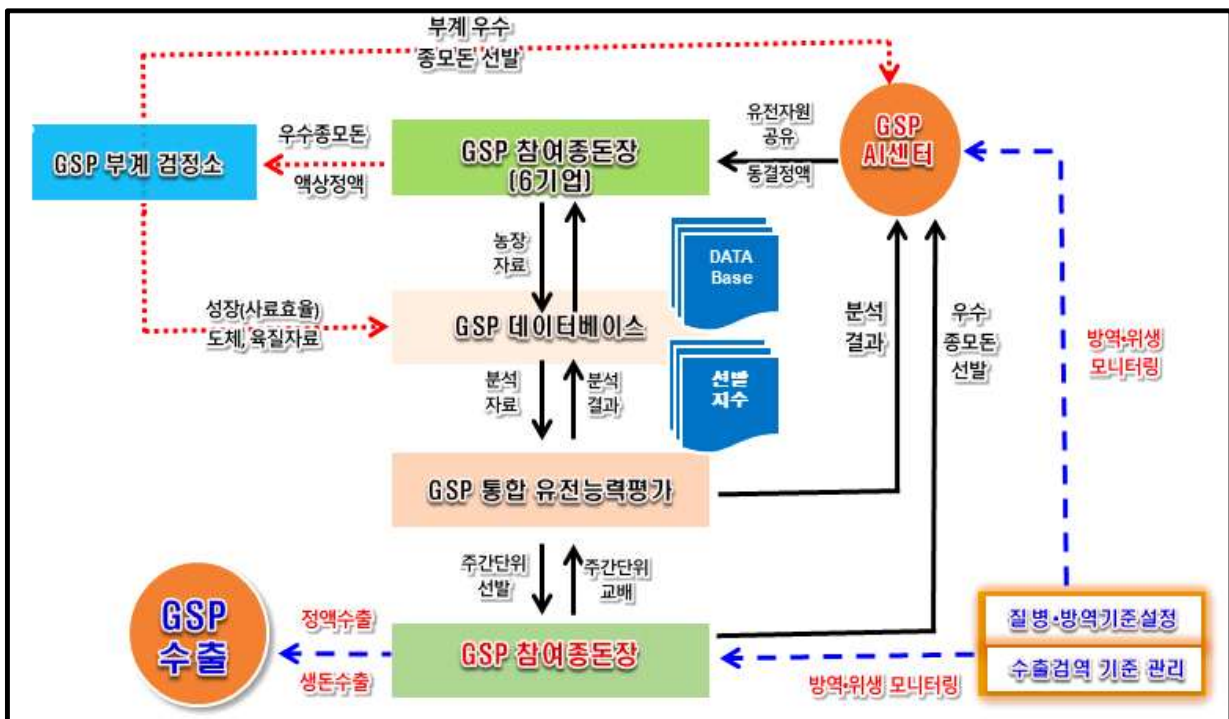 부계 우수
종모돈 선발
GSP 부계 검정소
우수종모돈
액상정액
GSP 참여종돈장
(6기업)
유전자원
공유
동결정액
GSP
AI센터
농장
자료
DATA
Base
성장(사료효율)
도체, 육질자료
GSP 데이터베이스
분석
자료
분석
결과
선발
지수
분석
결과
우수
종모돈
선발
방역•위생
모니터링
GSP 통합 유전능력평가
주간단위
선발
주간단위
교배
GSP
수출
정액수출
생돈수출
GSP 참여종돈장
방역•위생 모니터링
질병•방역기준설정
수출검역 기준 관리